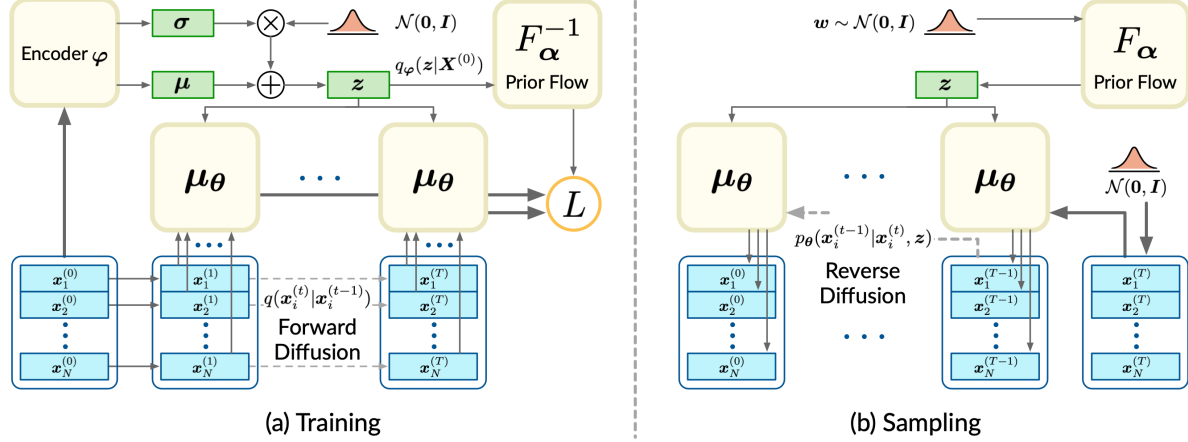 Encoder φ
σ
×
N(0, I)
μ
+
z
q_φ(z|X^(0))
F_α^{-1}
Prior Flow
μ_θ
· · ·
μ_θ
L
· · ·
· · ·
x_1^(0)
x_2^(0)
x_N^(0)
x_1^(1)
x_2^(1)
x_N^(1)
q(x_i^(t)|x_i^(t-1))
Forward
Diffusion
x_1^(T)
x_2^(T)
x_N^(T)
(a) Training
w ∼ N(0, I)
F_α
Prior Flow
z
μ_θ
· · ·
μ_θ
N(0, I)
p_θ(x_i^(t-1)|x_i^(t), z)
Reverse
Diffusion
· · ·
x_1^(0)
x_2^(0)
x_N^(0)
x_1^(T-1)
x_2^(T-1)
x_N^(T-1)
x_1^(T)
x_2^(T)
x_N^(T)
(b) Sampling